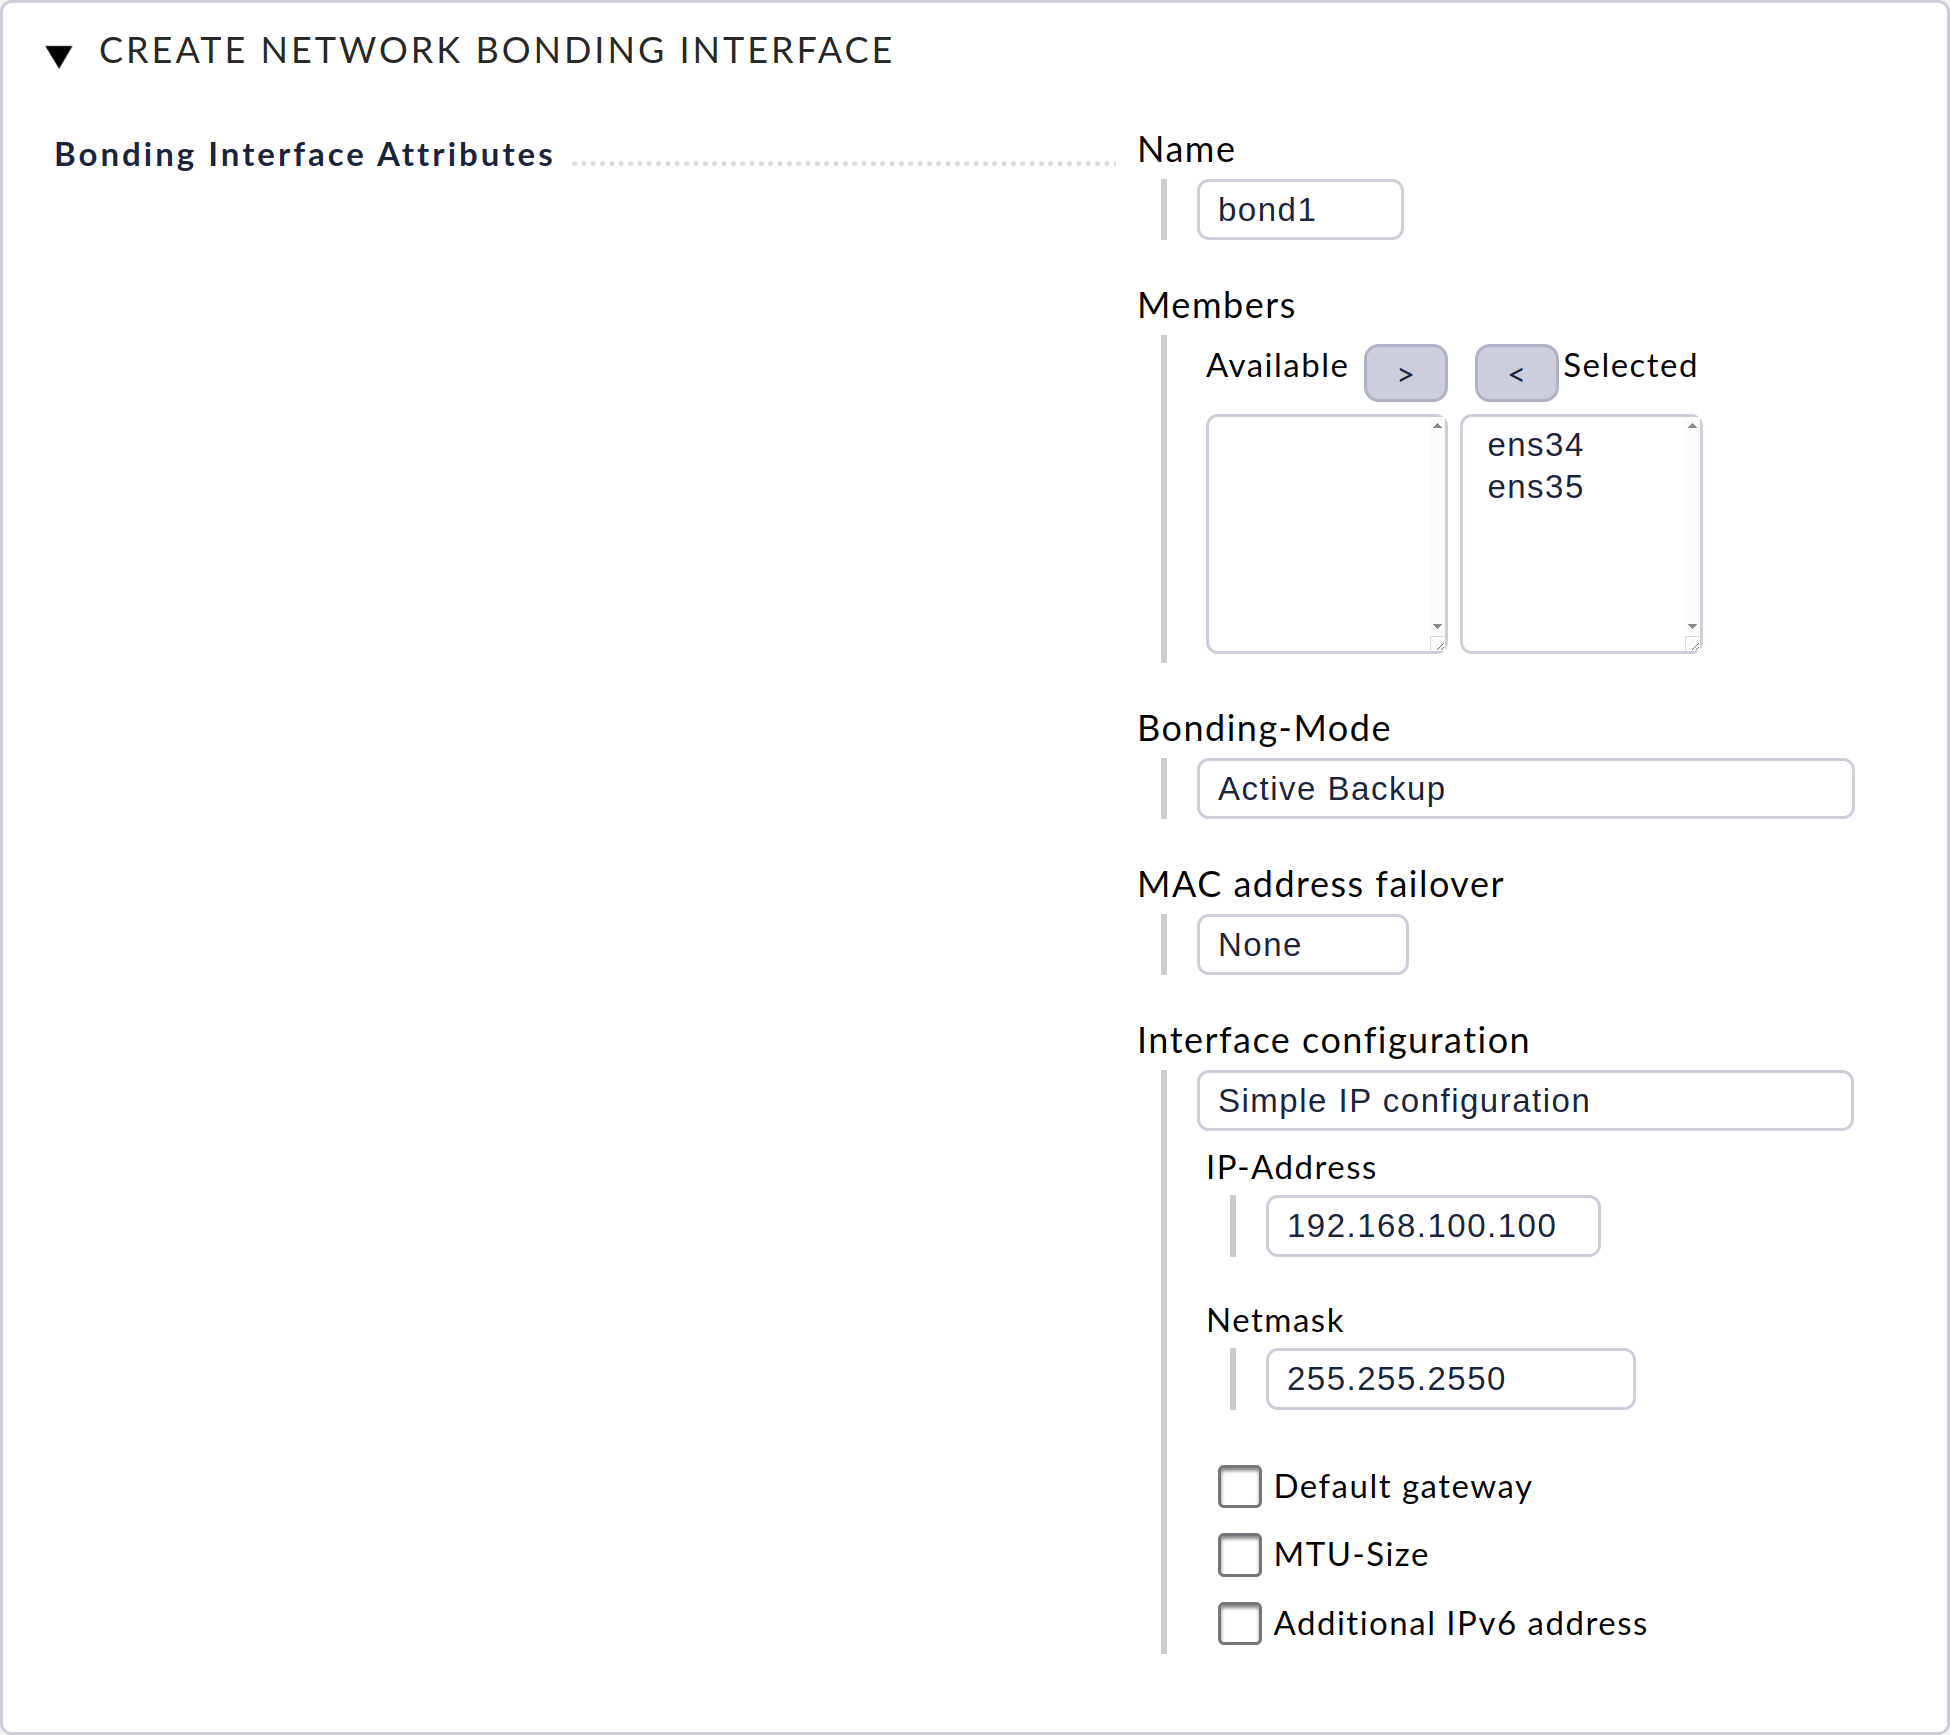 CREATE NETWORK BONDING INTERFACE
Bonding Interface Attributes
Name
bond1
Members
Available > < Selected
ens34
ens35
Bonding-Mode
Active Backup
MAC address failover
None
Interface configuration
Simple IP configuration
IP-Address
192.168.100.100
Netmask
255.255.2550
Default gateway
MTU-Size
Additional IPv6 address